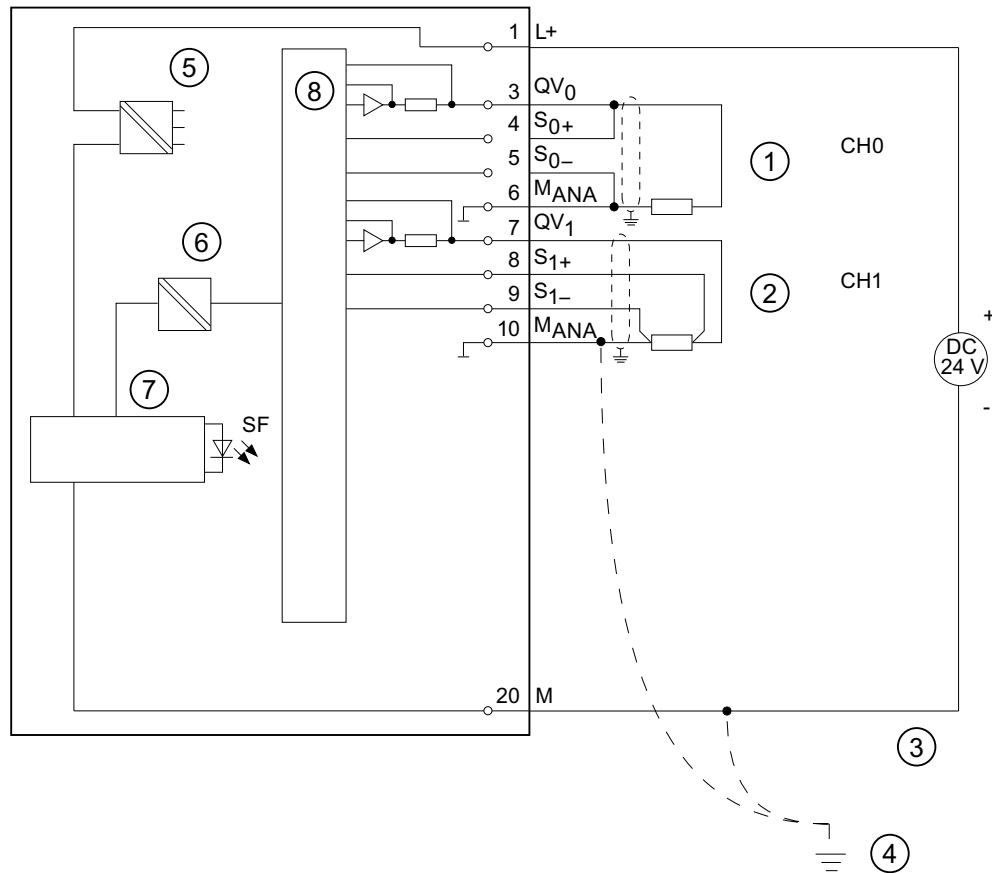 1 L+
5
8
3 QV0
4 S0+
1
CH0
5 S0–
6 MANA
7 QV1
6
8 S1+
2
CH1
9 S1–
10 MANA
+
DC
24 V
7
-
SF
20 M
3
4